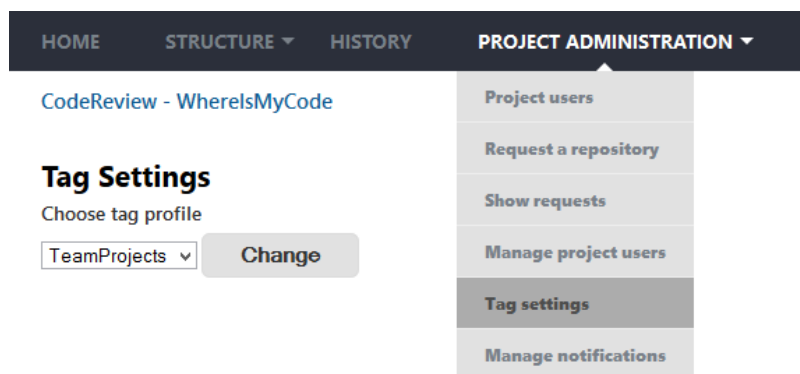 HOME STRUCTURE HISTORY PROJECT ADMINISTRATION
CodeReview - WhereIsMyCode
Tag Settings
Choose tag profile
TeamProjects Change
Project users
Request a repository
Show requests
Manage project users
Tag settings
Manage notifications